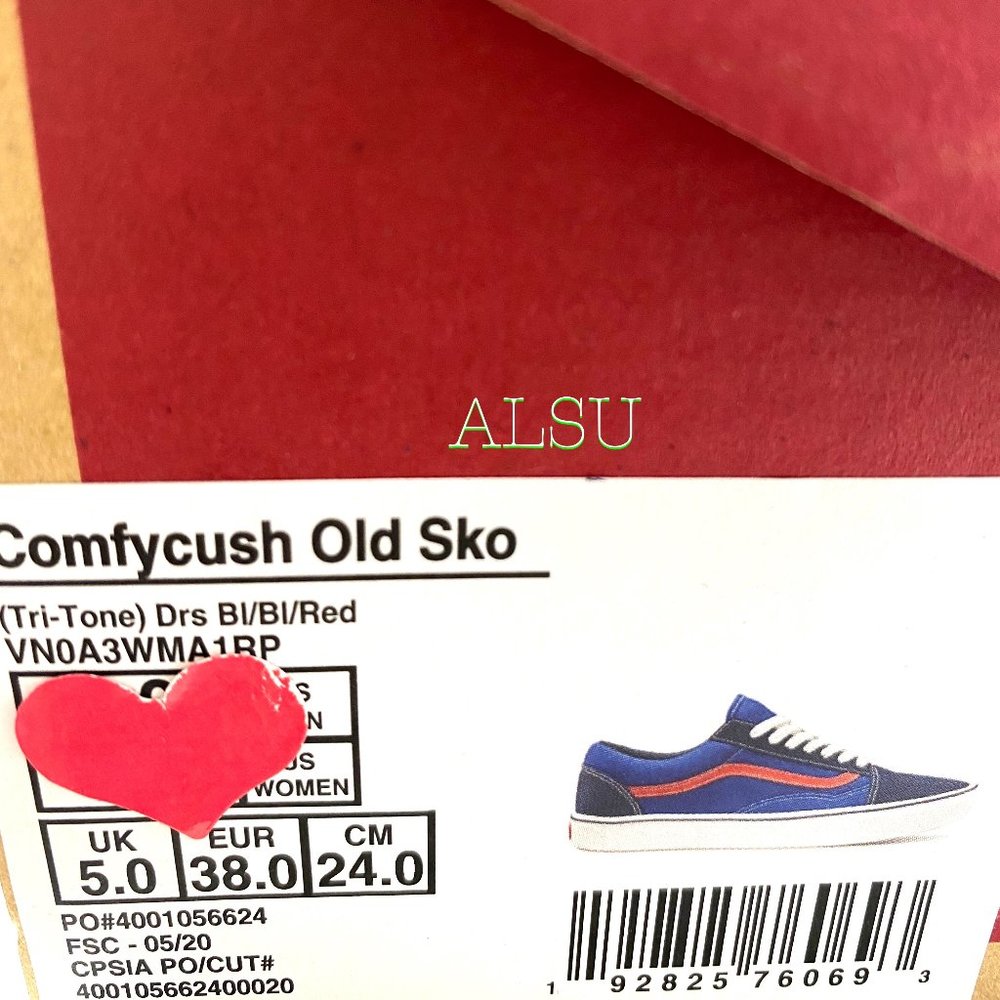 ALSU
Comfycush Old Sko
(Tri-Tone) Drs Bl/Bl/Red
VN0A3WMA1RP
WOMEN
UK EUR CM
5.0 38.0 24.0
PO#4001056624
FSC - 05/20
CPSIA PO/CUT#
400105662400020
1 92825 76069 3